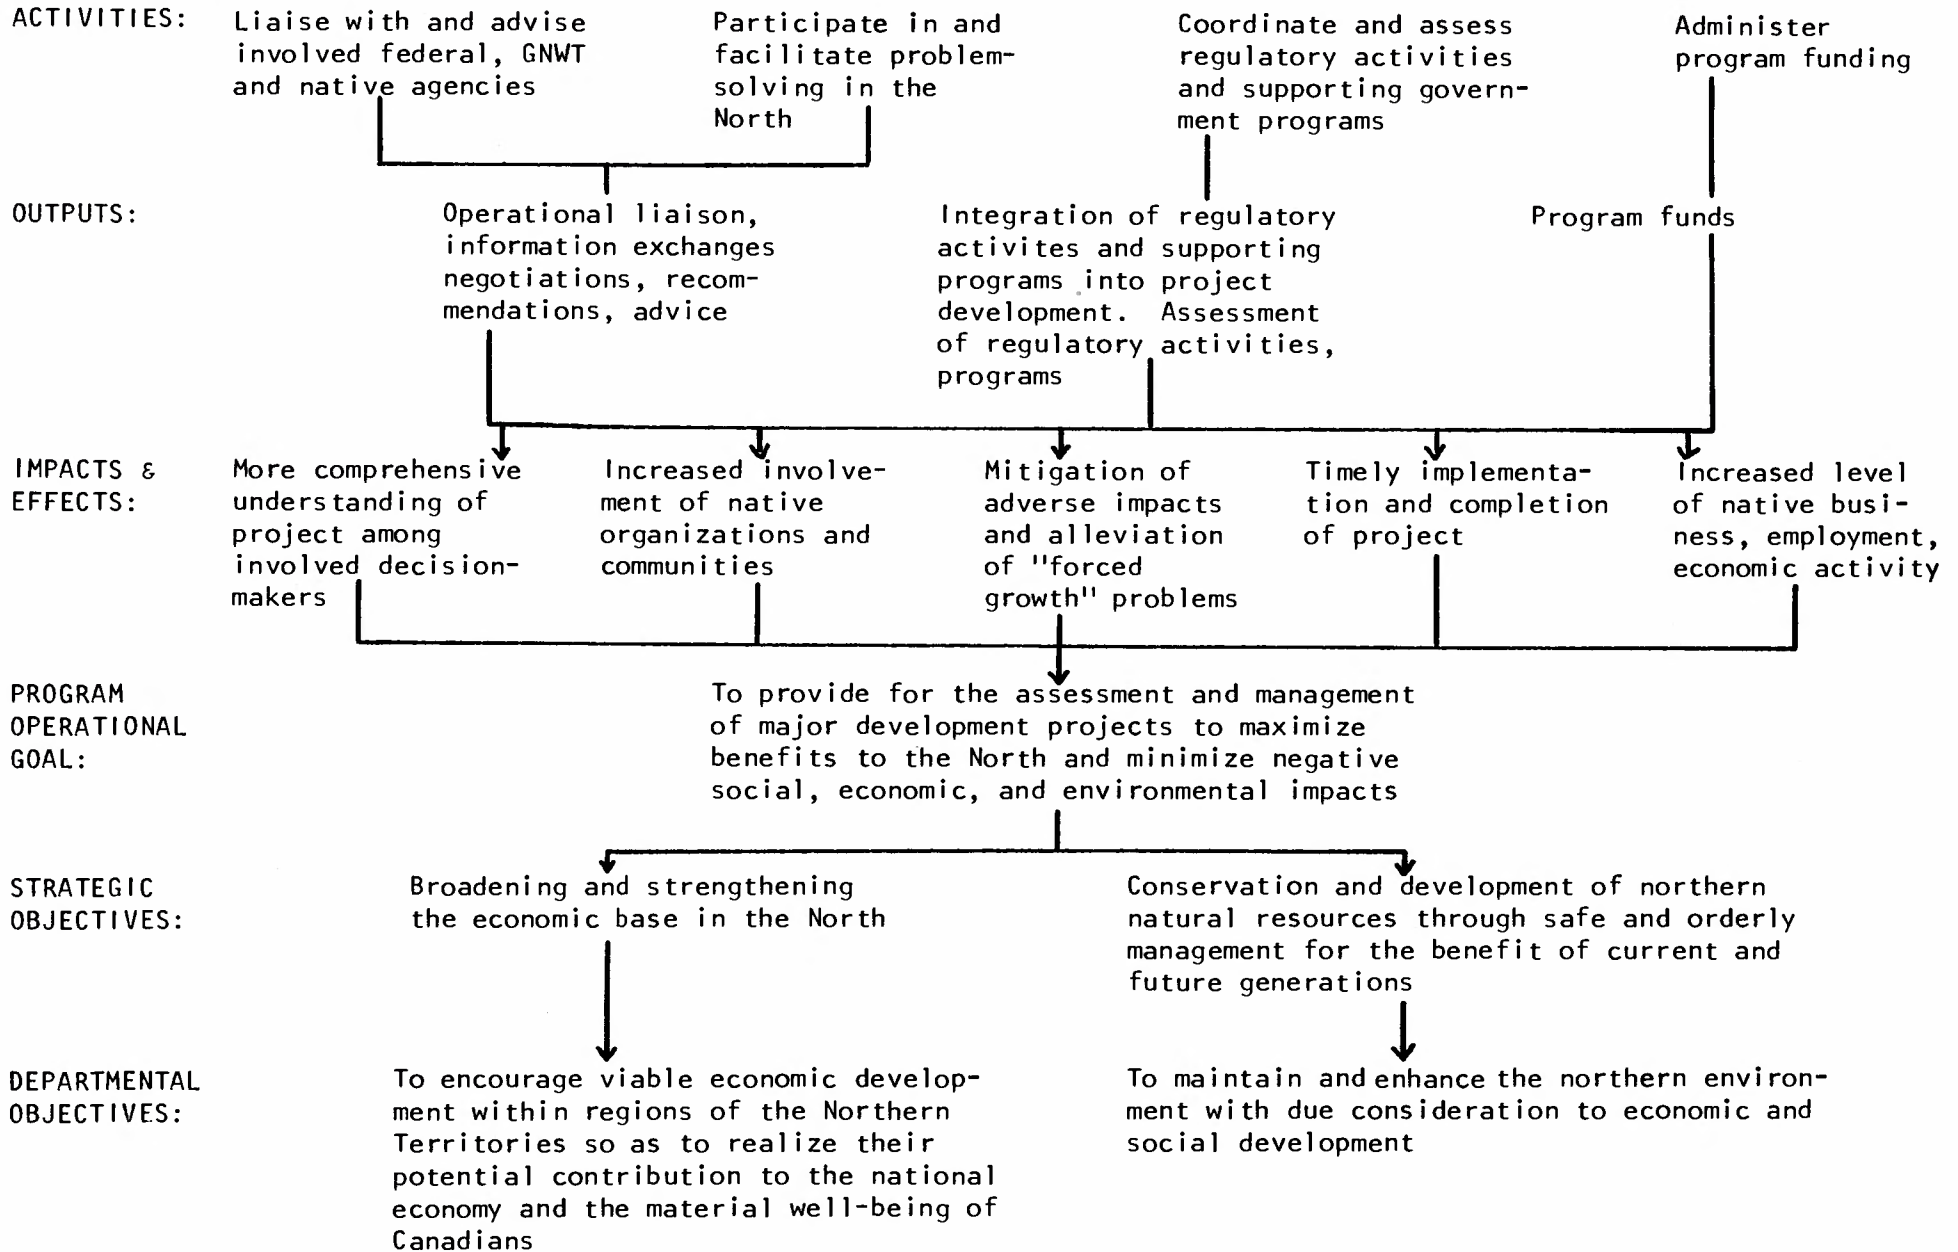 ACTIVITIES:
Liaise with and advise
involved federal, GNWT
and native agencies
Participate in and
facilitate problem-
solving in the
North
Coordinate and assess
regulatory activities
and supporting govern-
ment programs
Administer
program funding
OUTPUTS:
Operational liaison,
information exchanges
negotiations, recom-
mendations, advice
Integration of regulatory
activites and supporting
programs into project
development. Assessment
of regulatory activities,
programs
Program funds
IMPACTS &
EFFECTS:
More comprehensive
understanding of
project among
involved decision-
makers
Increased involve-
ment of native
organizations and
communities
Mitigation of
adverse impacts
and alleviation
of "forced
growth" problems
Timely implementa-
tion and completion
of project
Increased level
of native busi-
ness, employment,
economic activity
PROGRAM
OPERATIONAL
GOAL:
To provide for the assessment and management
of major development projects to maximize
benefits to the North and minimize negative
social, economic, and environmental impacts
STRATEGIC
OBJECTIVES:
Broadening and strengthening
the economic base in the North
Conservation and development of northern
natural resources through safe and orderly
management for the benefit of current and
future generations
DEPARTMENTAL
OBJECTIVES:
To encourage viable economic develop-
ment within regions of the Northern
Territories so as to realize their
potential contribution to the national
economy and the material well-being of
Canadians
To maintain and enhance the northern environ-
ment with due consideration to economic and
social development